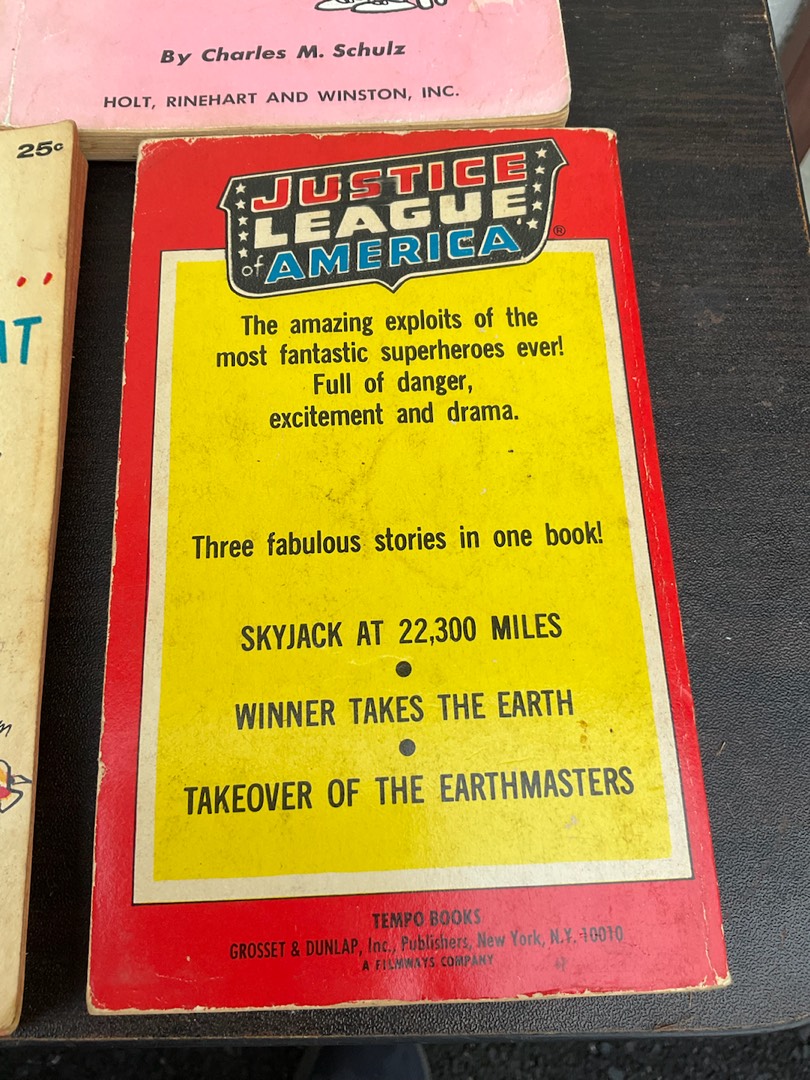 By Charles M. Schulz
HOLT, RINEHART AND WINSTON, INC.
25¢
..
AT
JUSTICE
LEAGUE
of AMERICA
®
The amazing exploits of the
most fantastic superheroes ever!
Full of danger,
excitement and drama.
Three fabulous stories in one book!
SKYJACK AT 22,300 MILES
●
WINNER TAKES THE EARTH
●
TAKEOVER OF THE EARTHMASTERS
TEMPO BOOKS
GROSSET & DUNLAP, Inc., Publishers, New York, N.Y. 10010
A FILMWAYS COMPANY